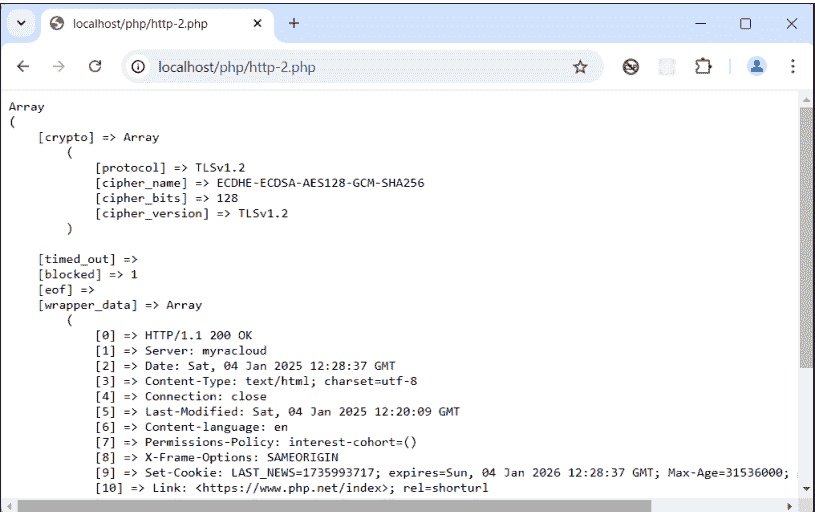 localhost/php/http-2.php
localhost/php/http-2.php
Array
(
    [crypto] => Array
        (
            [protocol] => TLSv1.2
            [cipher_name] => ECDHE-ECDSA-AES128-GCM-SHA256
            [cipher_bits] => 128
            [cipher_version] => TLSv1.2
        )
    [timed_out] =>
    [blocked] => 1
    [eof] =>
    [wrapper_data] => Array
        (
            [0] => HTTP/1.1 200 OK
            [1] => Server: myracloud
            [2] => Date: Sat, 04 Jan 2025 12:28:37 GMT
            [3] => Content-Type: text/html; charset=utf-8
            [4] => Connection: close
            [5] => Last-Modified: Sat, 04 Jan 2025 12:20:09 GMT
            [6] => Content-language: en
            [7] => Permissions-Policy: interest-cohort=()
            [8] => X-Frame-Options: SAMEORIGIN
            [9] => Set-Cookie: LAST_NEWS=1735993717; expires=Sun, 04 Jan 2026 12:28:37 GMT; Max-Age=31536000;
            [10] => Link: <https://www.php.net/index>; rel=shorturl